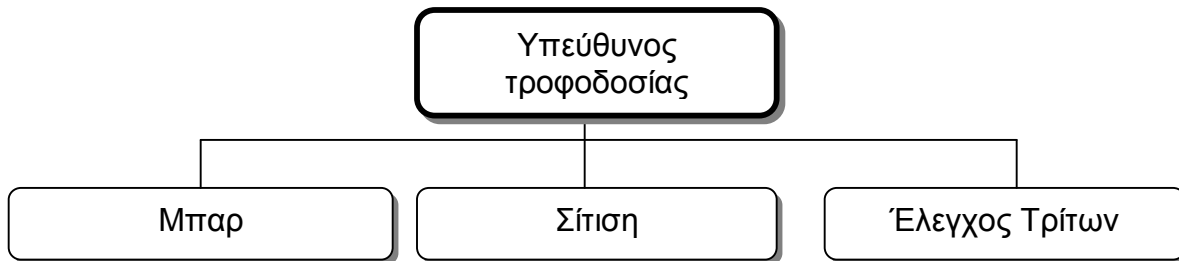 Υπεύθυνος
τροφοδοσίας
Μπαρ
Σίτιση
Έλεγχος Τρίτων